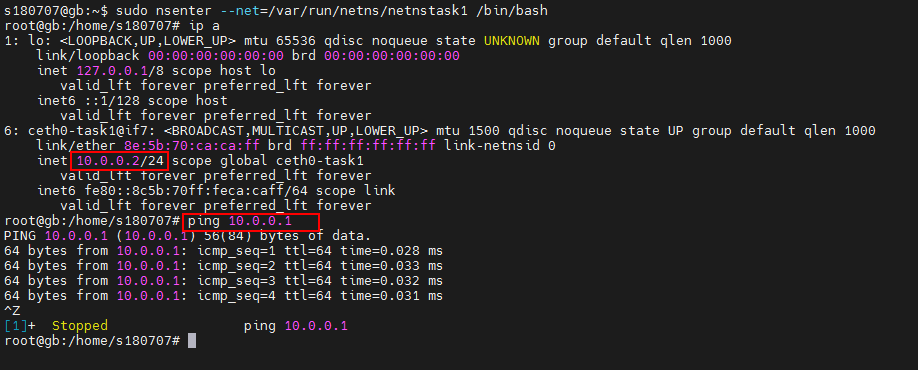 s180707@gb:~$ sudo nsenter --net=/var/run/netns/netnstask1 /bin/bash
root@gb:/home/s180707# ip a
1: lo: <LOOPBACK,UP,LOWER_UP> mtu 65536 qdisc noqueue state UNKNOWN group default qlen 1000
    link/loopback 00:00:00:00:00:00 brd 00:00:00:00:00:00
    inet 127.0.0.1/8 scope host lo
       valid_lft forever preferred_lft forever
    inet6 ::1/128 scope host
       valid_lft forever preferred_lft forever
6: ceth0-task1@if7: <BROADCAST,MULTICAST,UP,LOWER_UP> mtu 1500 qdisc noqueue state UP group default qlen 1000
    link/ether 8e:5b:70:ca:ca:ff brd ff:ff:ff:ff:ff:ff link-netnsid 0
    inet 10.0.0.2/24 scope global ceth0-task1
       valid_lft forever preferred_lft forever
    inet6 fe80::8c5b:70ff:feca:caff/64 scope link
       valid_lft forever preferred_lft forever
root@gb:/home/s180707# ping 10.0.0.1
PING 10.0.0.1 (10.0.0.1) 56(84) bytes of data.
64 bytes from 10.0.0.1: icmp_seq=1 ttl=64 time=0.028 ms
64 bytes from 10.0.0.1: icmp_seq=2 ttl=64 time=0.033 ms
64 bytes from 10.0.0.1: icmp_seq=3 ttl=64 time=0.032 ms
64 bytes from 10.0.0.1: icmp_seq=4 ttl=64 time=0.031 ms
^Z
[1]+  Stopped                 ping 10.0.0.1
root@gb:/home/s180707#